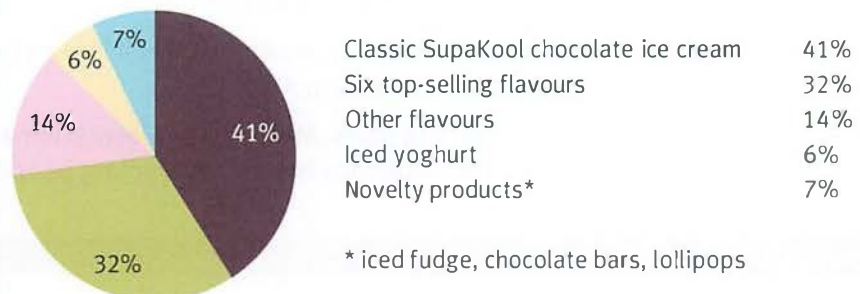 7%
6%
14%
41%
32%
Classic SupaKool chocolate ice cream 41%
Six top-selling flavours 32%
Other flavours 14%
Iced yoghurt 6%
Novelty products* 7%
* iced fudge, chocolate bars, lollipops